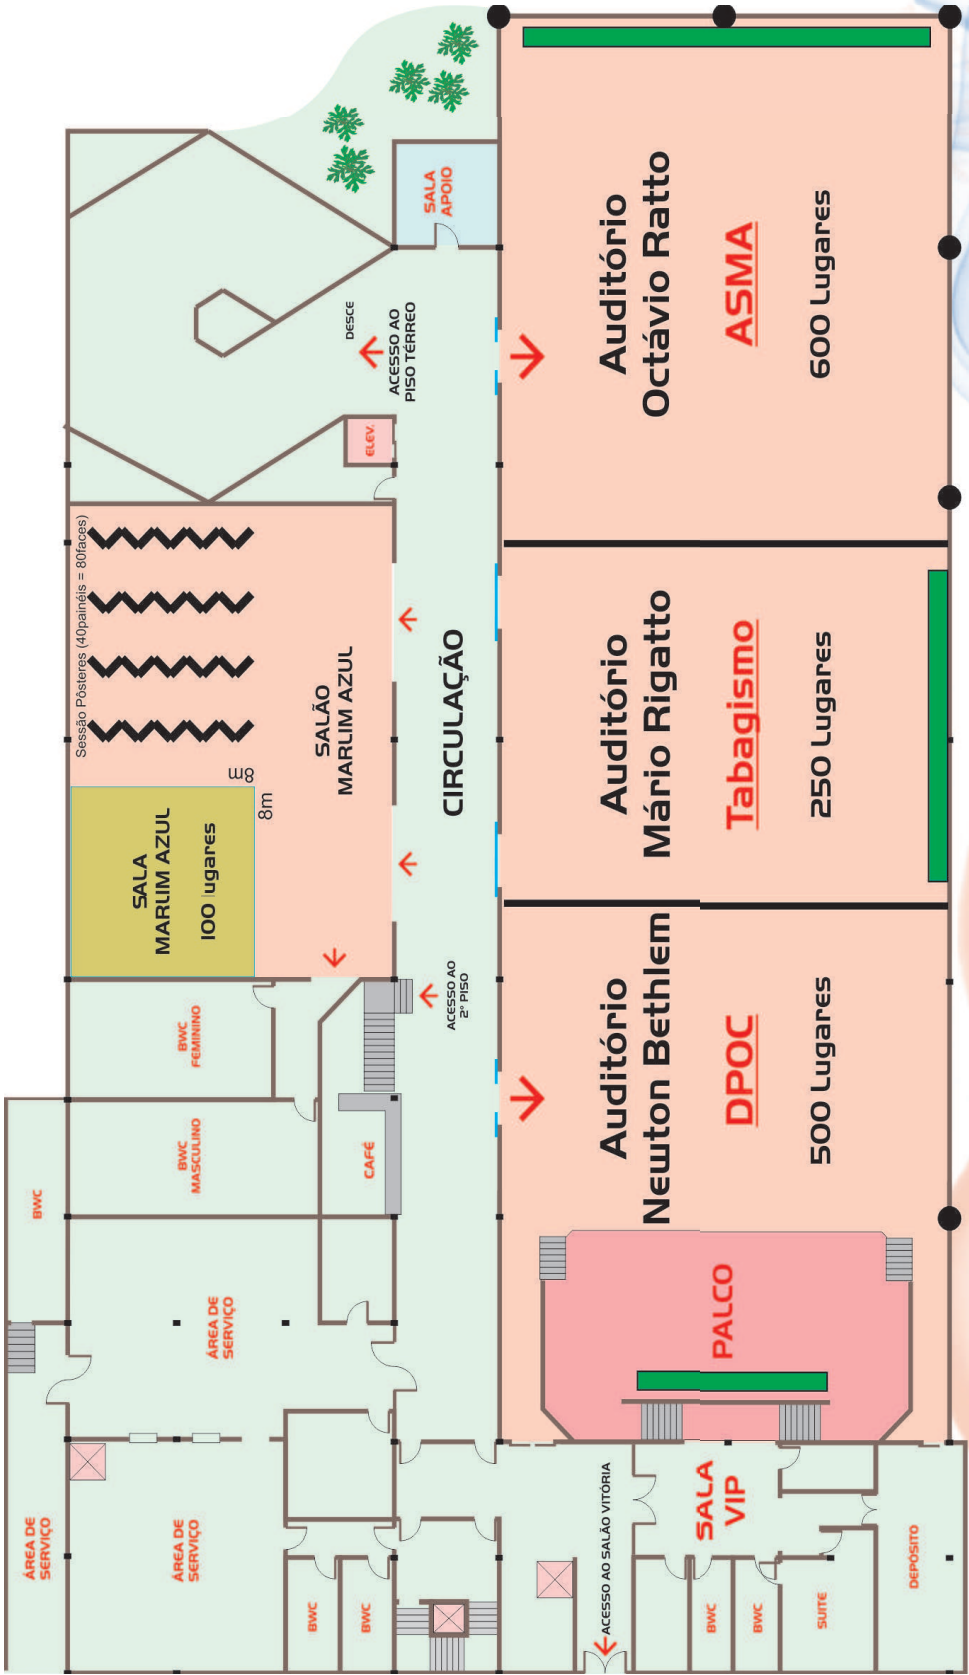 SALA
APOIO
DESCE
ACESSO AO
PISO TÉRREO
ELEV.
Auditório
Octávio Ratto
ASMA
600 Lugares
Sessão Pôsteres (40painéis = 80faces)
SALÃO
MARLIM AZUL
SALA
MARLIM AZUL
100 lugares
8m
8m
CIRCULAÇÃO
Auditório
Mário Rigatto
Tabagismo
250 Lugares
ACESSO AO
2º PISO
BWC
FEMININO
BWC
MASCULINO
CAFÉ
BWC
Auditório
Newton Bethlem
DPOC
500 Lugares
PALCO
ÁREA DE
SERVIÇO
ÁREA DE
SERVIÇO
ÁREA DE
SERVIÇO
BWC
BWC
ACESSO AO SALÃO VITÓRIA
SALA
VIP
BWC
BWC
SUITE
DEPÓSITO